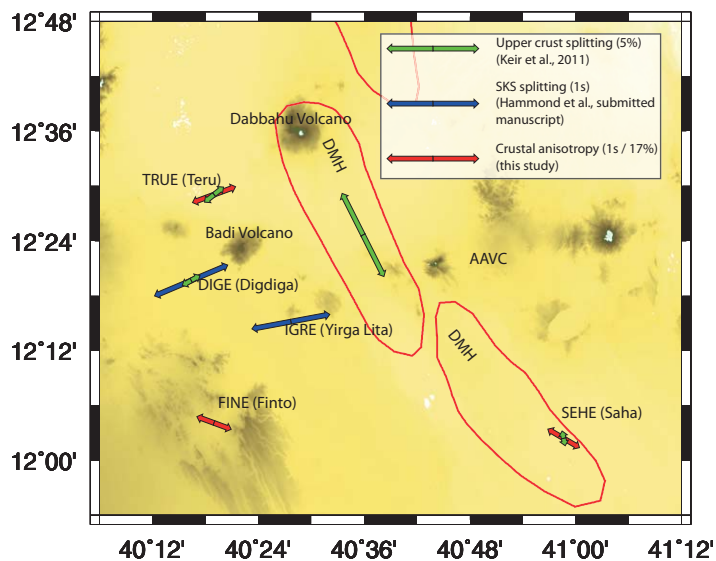 12°48'
12°36'
12°24'
12°12'
12°00'
Upper crust splitting (5%)
(Keir et al., 2011)
SKS splitting (1s)
(Hammond et al., submitted
manuscript)
Crustal anisotropy (1s / 17%)
(this study)
Dabbahu Volcano
DMH
TRUE (Teru)
Badi Volcano
AAVC
DIGE (Digdiga)
IGRE (Yirga Lita)
DMH
FINE (Finto)
SEHE (Saha)
40°12'
40°24'
40°36'
40°48'
41°00'
41°12'